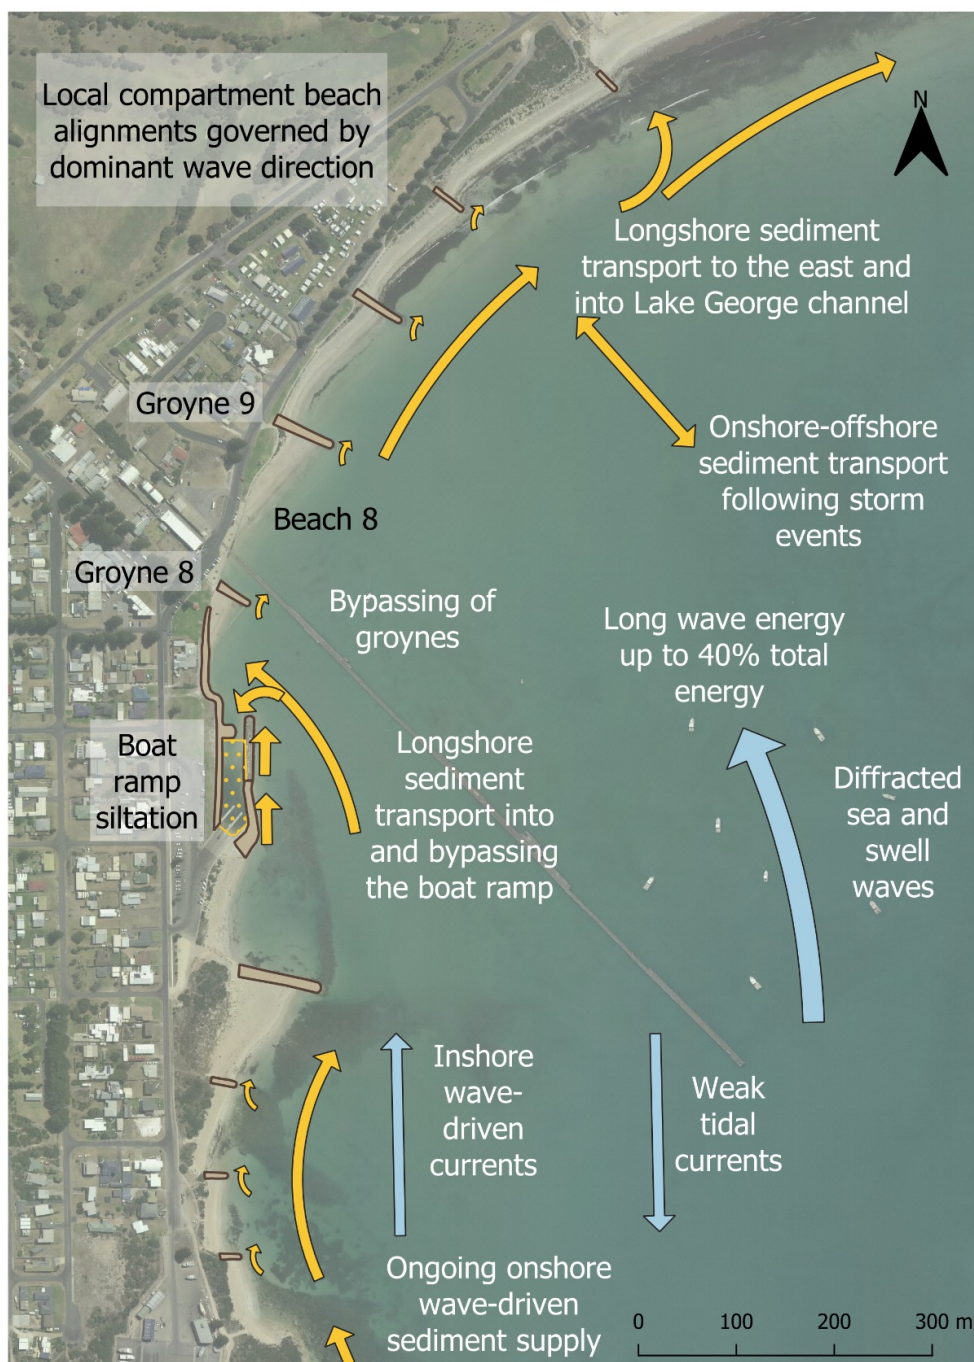 Local compartment beach
alignments governed by
dominant wave direction
N
Longshore sediment
transport to the east and
into Lake George channel
Groyne 9
Onshore-offshore
sediment transport
following storm
events
Beach 8
Groyne 8
Bypassing of
groynes
Long wave energy
up to 40% total
energy
Boat
ramp
siltation
Longshore
sediment
transport into
and bypassing
the boat ramp
Diffracted
sea and
swell
waves
Inshore
wave-
driven
currents
Weak
tidal
currents
Ongoing onshore
wave-driven
sediment supply
0 100 200 300 m